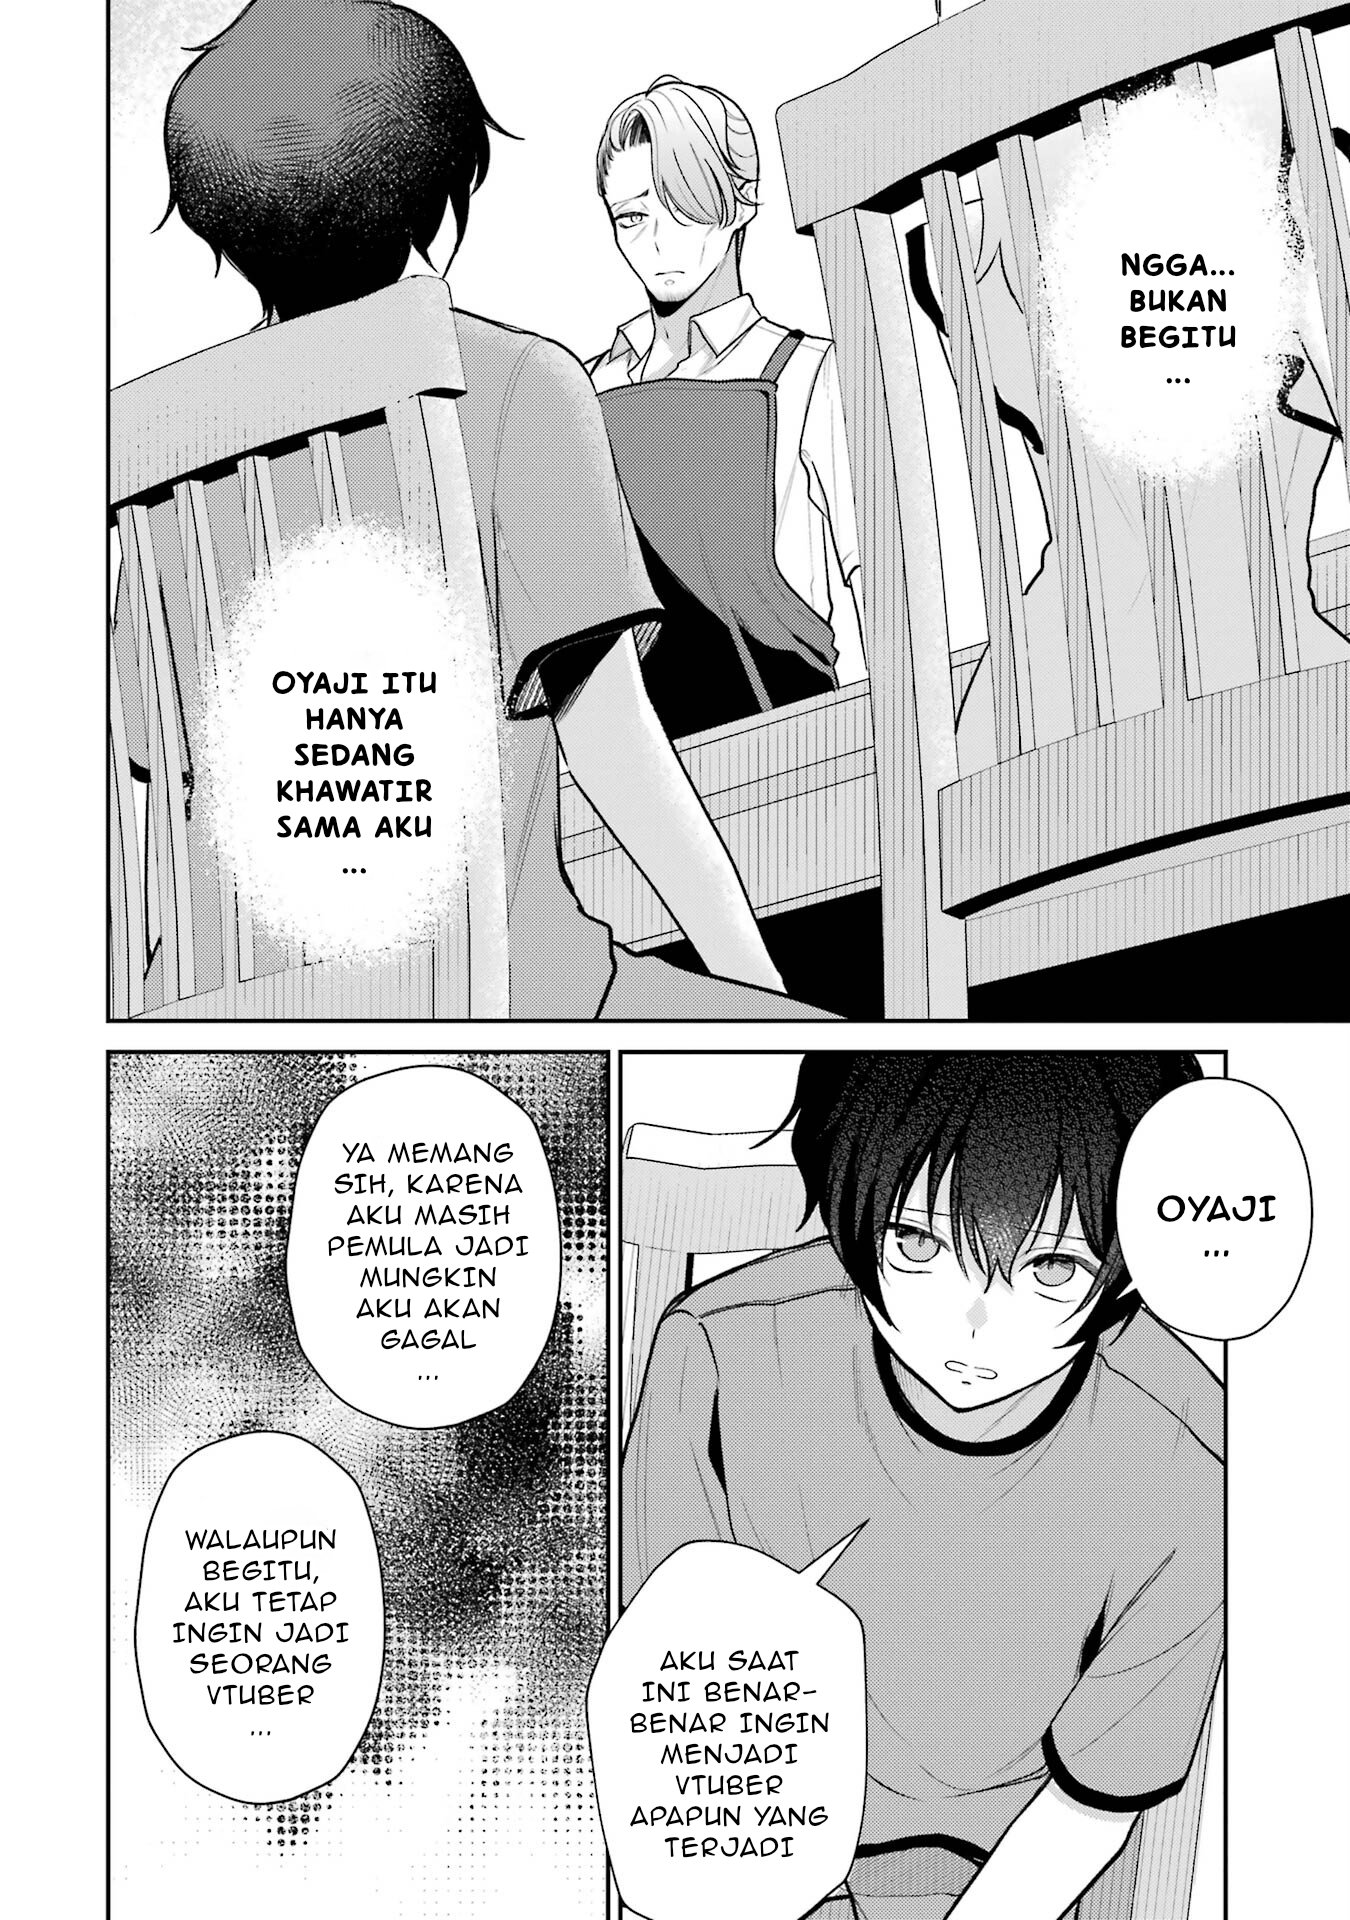 NGGA...
BUKAN
BEGITU
...
OYAJI ITU
HANYA
SEDANG
KHAWATIR
SAMA AKU
...
OYAJI
...
AKU SAAT
INI BENAR-
BENAR INGIN
MENJADI
VTUBER
APAPUN YANG
TERJADI
YA MEMANG
SIH, KARENA
AKU MASIH
PEMULA JADI
MUNGKIN
AKU AKAN
GAGAL
...
WALAUPUN
BEGITU,
AKU TETAP
INGIN JADI
SEORANG
VTUBER
...